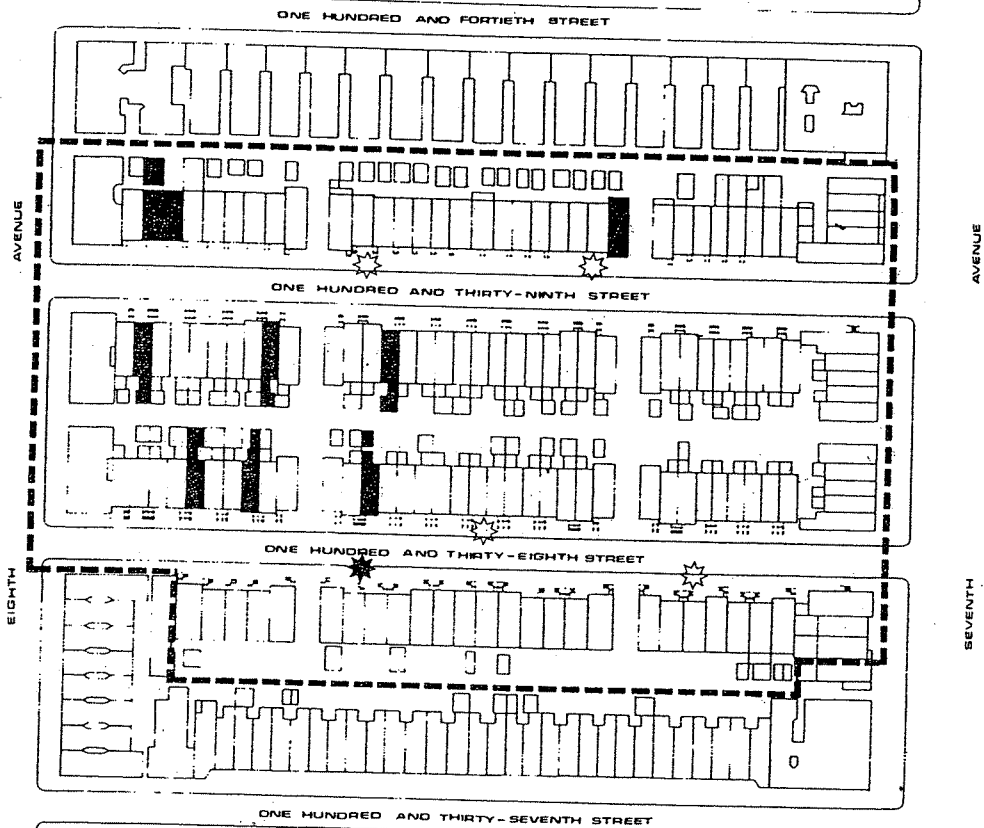 ONE HUNDRED AND FORTIETH STREET
AVENUE
AVENUE
ONE HUNDRED AND THIRTY-NINTH STREET
ONE HUNDRED AND THIRTY-EIGHTH STREET
EIGHTH
SEVENTH
ONE HUNDRED AND THIRTY-SEVENTH STREET